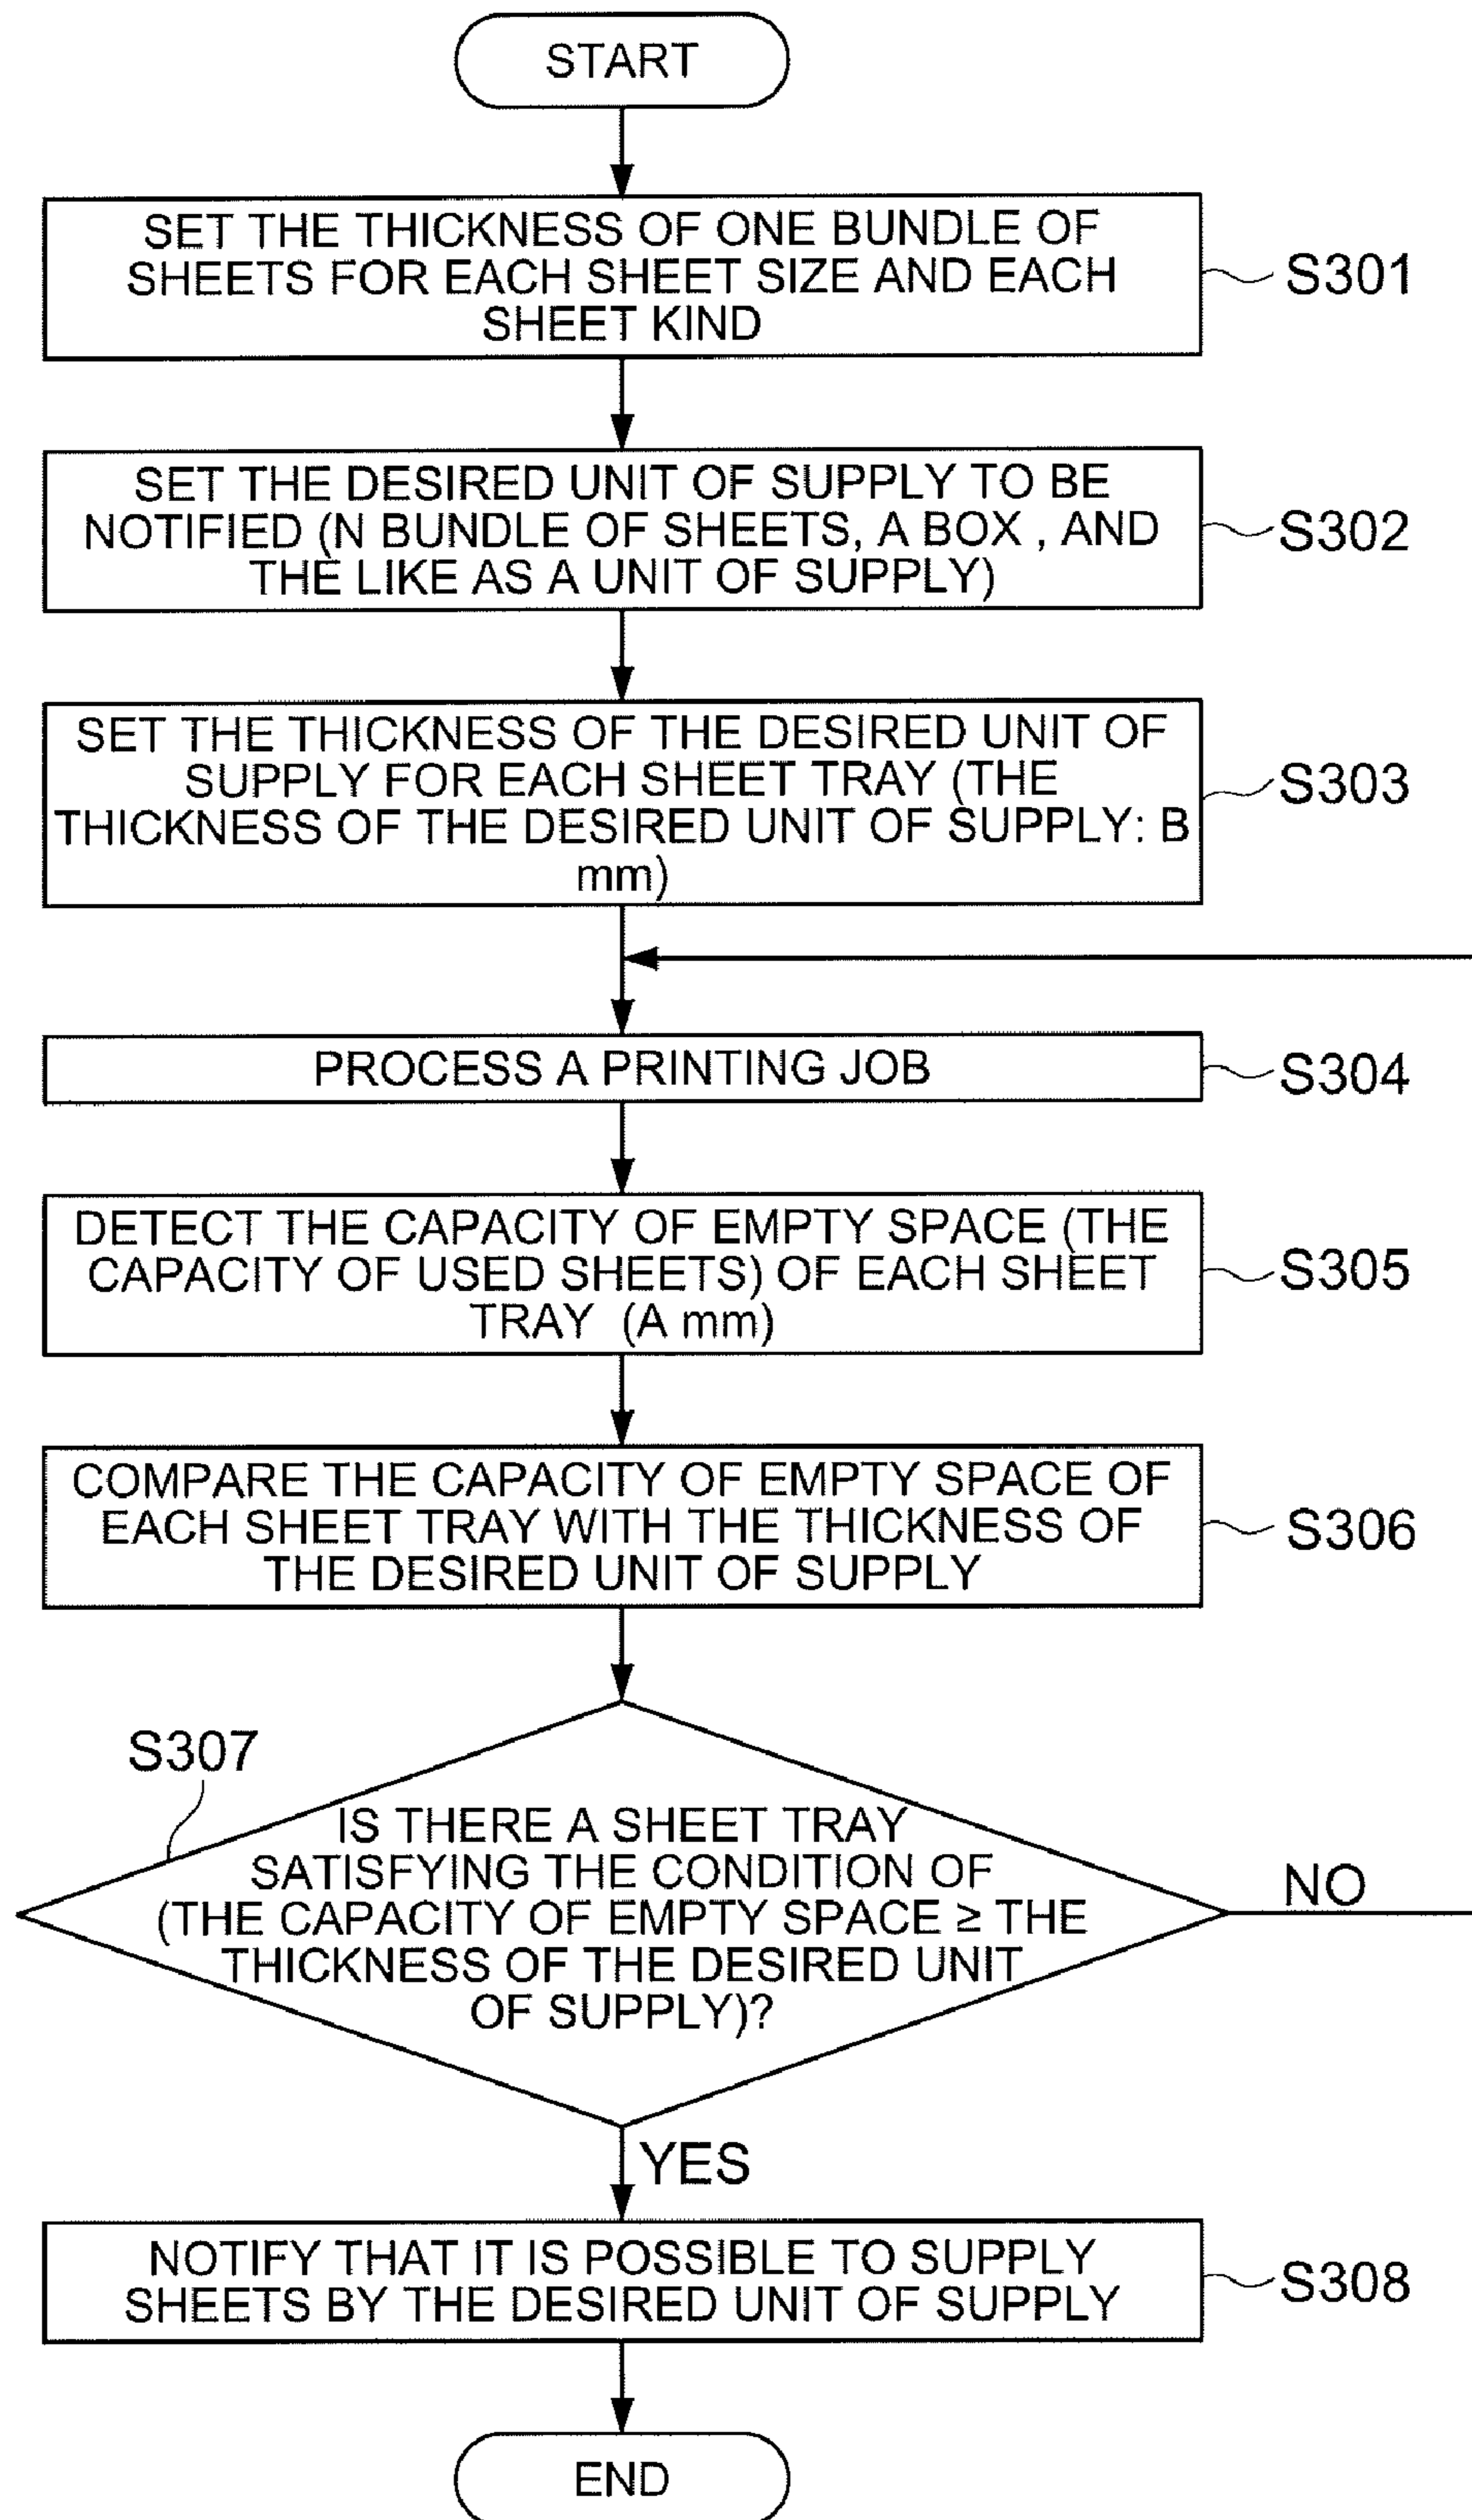 START
SET THE THICKNESS OF ONE BUNDLE OF
SHEETS FOR EACH SHEET SIZE AND EACH
SHEET KIND
S301
SET THE DESIRED UNIT OF SUPPLY TO BE
NOTIFIED (N BUNDLE OF SHEETS, A BOX , AND
THE LIKE AS A UNIT OF SUPPLY)
S302
SET THE THICKNESS OF THE DESIRED UNIT OF
SUPPLY FOR EACH SHEET TRAY (THE
THICKNESS OF THE DESIRED UNIT OF SUPPLY: B
mm)
S303
PROCESS A PRINTING JOB
S304
DETECT THE CAPACITY OF EMPTY SPACE (THE
CAPACITY OF USED SHEETS) OF EACH SHEET
TRAY (A mm)
S305
COMPARE THE CAPACITY OF EMPTY SPACE OF
EACH SHEET TRAY WITH THE THICKNESS OF
THE DESIRED UNIT OF SUPPLY
S306
S307
IS THERE A SHEET TRAY
SATISFYING THE CONDITION OF
(THE CAPACITY OF EMPTY SPACE ≥ THE
THICKNESS OF THE DESIRED UNIT
OF SUPPLY)?
NO
YES
NOTIFY THAT IT IS POSSIBLE TO SUPPLY
SHEETS BY THE DESIRED UNIT OF SUPPLY
S308
END